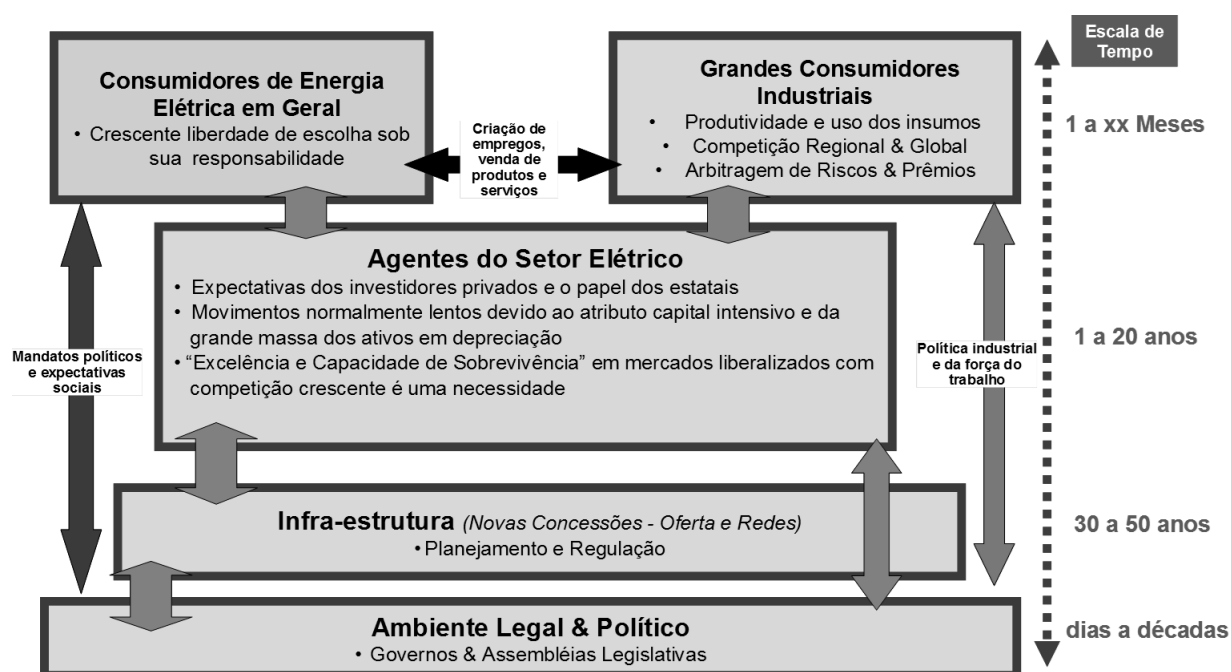 Escala de
Tempo
Consumidores de Energia
Elétrica em Geral
• Crescente liberdade de escolha sob
sua responsabilidade
Criação de
empregos,
venda de
produtos e
serviços
Grandes Consumidores
Industriais
• Produtividade e uso dos insumos
• Competição Regional & Global
• Arbitragem de Riscos & Prêmios
1 a xx Meses
Agentes do Setor Elétrico
• Expectativas dos investidores privados e o papel dos estatais
• Movimentos normalmente lentos devido ao atributo capital intensivo e da
grande massa dos ativos em depreciação
• “Excelência e Capacidade de Sobrevivência” em mercados liberalizados com
competição crescente é uma necessidade
Mandatos políticos
e expectativas
sociais
Política industrial
e da força do
trabalho
1 a 20 anos
Infra-estrutura (Novas Concessões - Oferta e Redes)
• Planejamento e Regulação
30 a 50 anos
Ambiente Legal & Político
• Governos & Assembléias Legislativas
dias a décadas